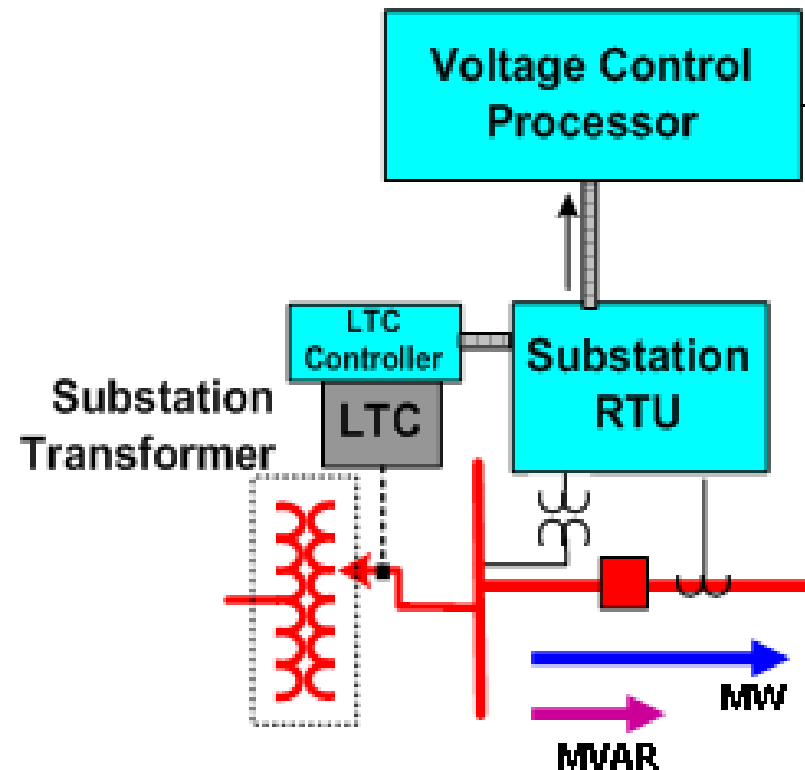 Voltage Control
Processor
LTC
Controller
Substation
RTU
Substation
Transformer
LTC
MW
MVAR